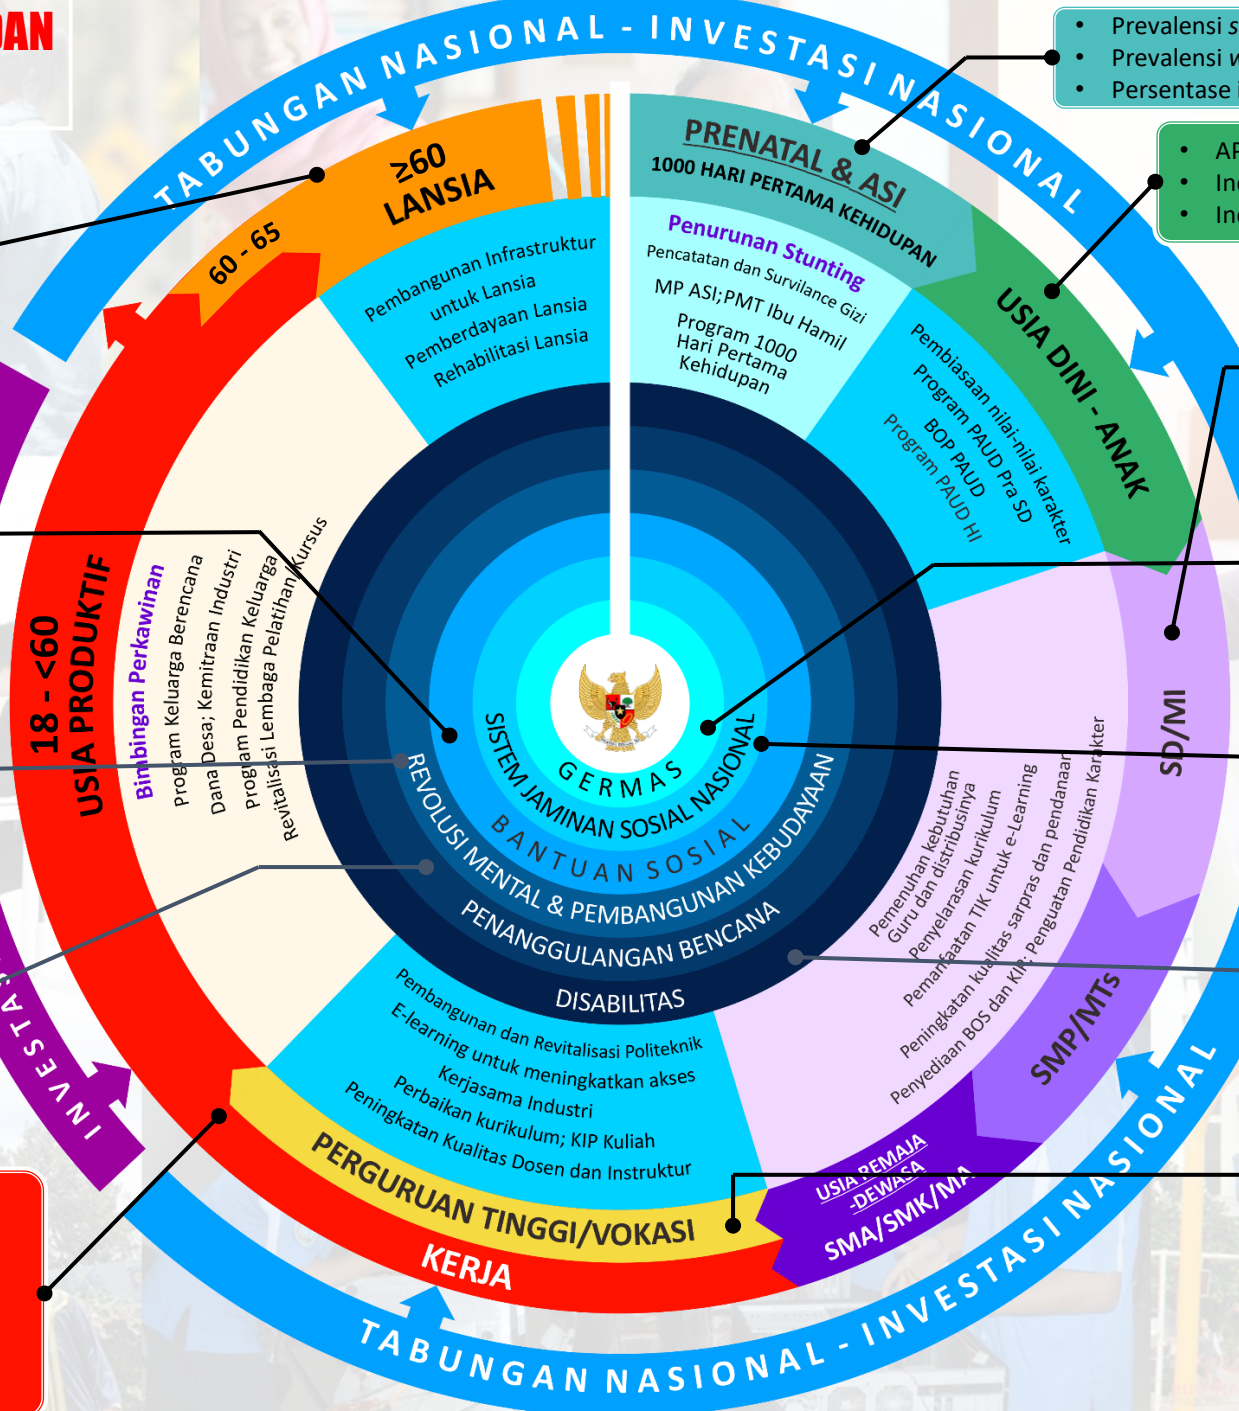 DAN
TABUNGAN NASIONAL - INVESTASI NASIONAL
• Prevalensi
• Prevalensi
• Persentase
PRENATAL & ASI
1000 HARI PERTAMA KEHIDUPAN
Penurunan Stunting
Pencatatan dan Survilance Gizi
MP ASI;PMT Ibu Hamil
Program 1000
Hari Pertama
Kehidupan
USIA DINI - ANAK
Pembiasaan nilai-nilai karakter
Program PAUD Pra SD
BOP PAUD
Program PAUD HI
SD/MI
SMP/MTs
USIA REMAJA
-DEWASA
SMA/SMK/MA
Pemenuhan kebutuhan
Guru dan distribusinya
Penyelarasan kurikulum
Pemanfaatan TIK untuk e-Learning
Peningkatan kualitas sarpras dan pendanaan
Penyediaan BOS dan KIP; Penguatan Pendidikan Karakter
PERGURUAN TINGGI/VOKASI
KERJA
Pembangunan dan Revitalisasi Politeknik
E-learning untuk meningkatkan akses
Kerjasama Industri
Perbaikan kurikulum; KIP Kuliah
Peningkatan Kualitas Dosen dan Instruktur
18 - <60
USIA PRODUKTIF
Bimbingan Perkawinan
Program Keluarga Berencana
Dana Desa; Kemitraan Industri
Program Pendidikan Keluarga
Revitalisasi Lembaga Pelatihan/Kursus
60 - 65
≥60
LANSIA
Pembangunan Infrastruktur
untuk Lansia
Pemberdayaan Lansia
Rehabilitasi Lansia
GERMAS
SISTEM JAMINAN SOSIAL NASIONAL
BANTUAN SOSIAL
REVOLUSI MENTAL & PEMBANGUNAN KEBUDAYAAN
PENANGGULANGAN BENCANA
DISABILITAS
TABUNGAN NASIONAL - INVESTASI NASIONAL